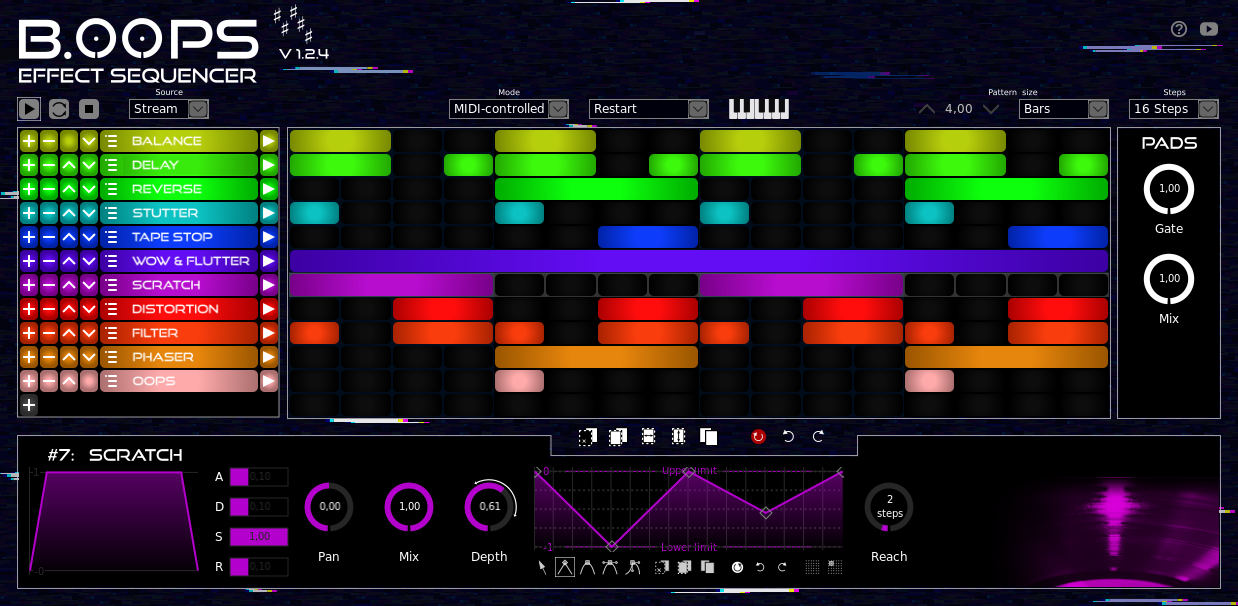 B.OOPS
V 1.2.4
EFFECT SEQUENCER
Source
Mode
Pattern size
Steps
Stream
MIDI-controlled
Restart
4,00
Bars
16 Steps
BALANCE
DELAY
REVERSE
STUTTER
TAPE STOP
WOW & FLUTTER
SCRATCH
DISTORTION
FILTER
PHASER
OOPS
PADS
1,00
Gate
1,00
Mix
#7: SCRATCH
1
0
A 0,10
D 0,10
S 1,00
R 0,10
0,00
Pan
1,00
Mix
0,61
Depth
0
Upper limit
-1
Lower limit
2
steps
Reach